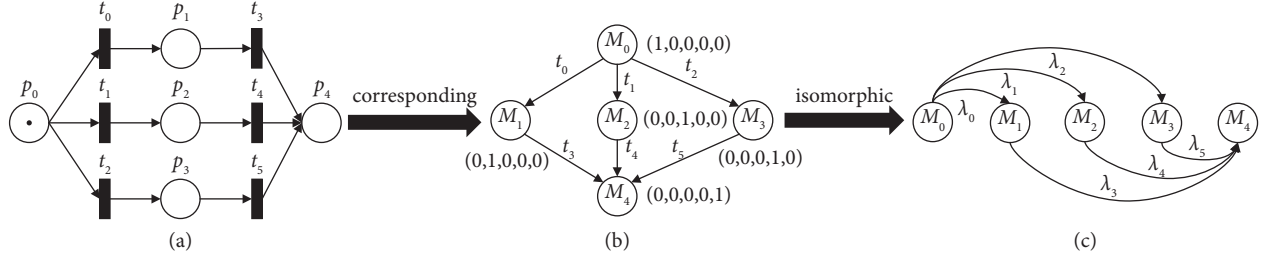 t₀ p₁ t₃
p₀ t₁ p₂ t₄ p₄
t₂ p₃ t₅
(a)
corresponding
M₀ (1,0,0,0,0)
t₀ t₁ t₂
M₁ M₂ (0,0,1,0,0) M₃
(0,1,0,0,0) t₃ t₄ t₅ (0,0,0,1,0)
M₄ (0,0,0,0,1)
(b)
isomorphic
λ₂
λ₁
λ₀
M₀ M₁ M₂ M₃ M₄
λ₅
λ₄
λ₃
(c)